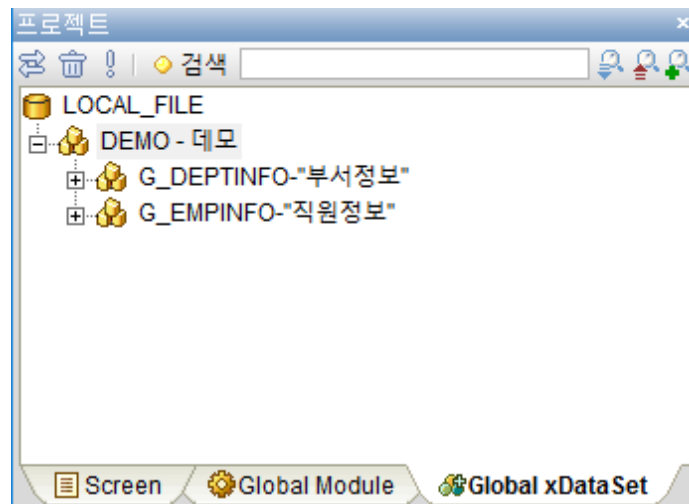 프로젝트
검색
LOCAL_FILE
DEMO - 데모
G_DEPTINFO-"부서정보"
G_EMPINFO-"직원정보"
Screen Global Module Global xDataSet